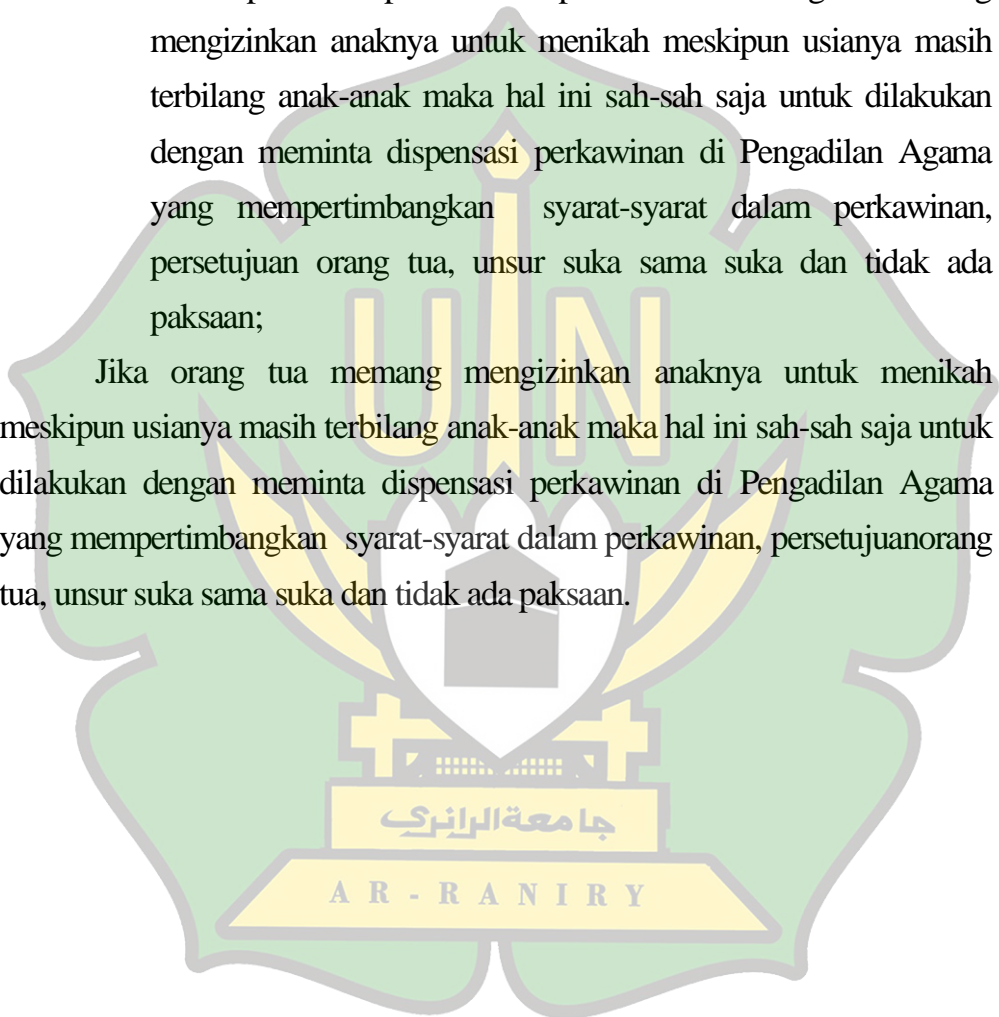 mengizinkan anaknya untuk menikah meskipun usianya masih
terbilang anak-anak maka hal ini sah-sah saja untuk dilakukan
dengan meminta dispensasi perkawinan di Pengadilan Agama
yang mempertimbangkan syarat-syarat dalam perkawinan,
persetujuan orang tua, unsur suka sama suka dan tidak ada
paksaan;
Jika orang tua memang mengizinkan anaknya untuk menikah
meskipun usianya masih terbilang anak-anak maka hal ini sah-sah saja untuk
dilakukan dengan meminta dispensasi perkawinan di Pengadilan Agama
yang mempertimbangkan syarat-syarat dalam perkawinan, persetujuanorang
tua, unsur suka sama suka dan tidak ada paksaan.
UIN
جامعة الرانري
AR-RANIRY